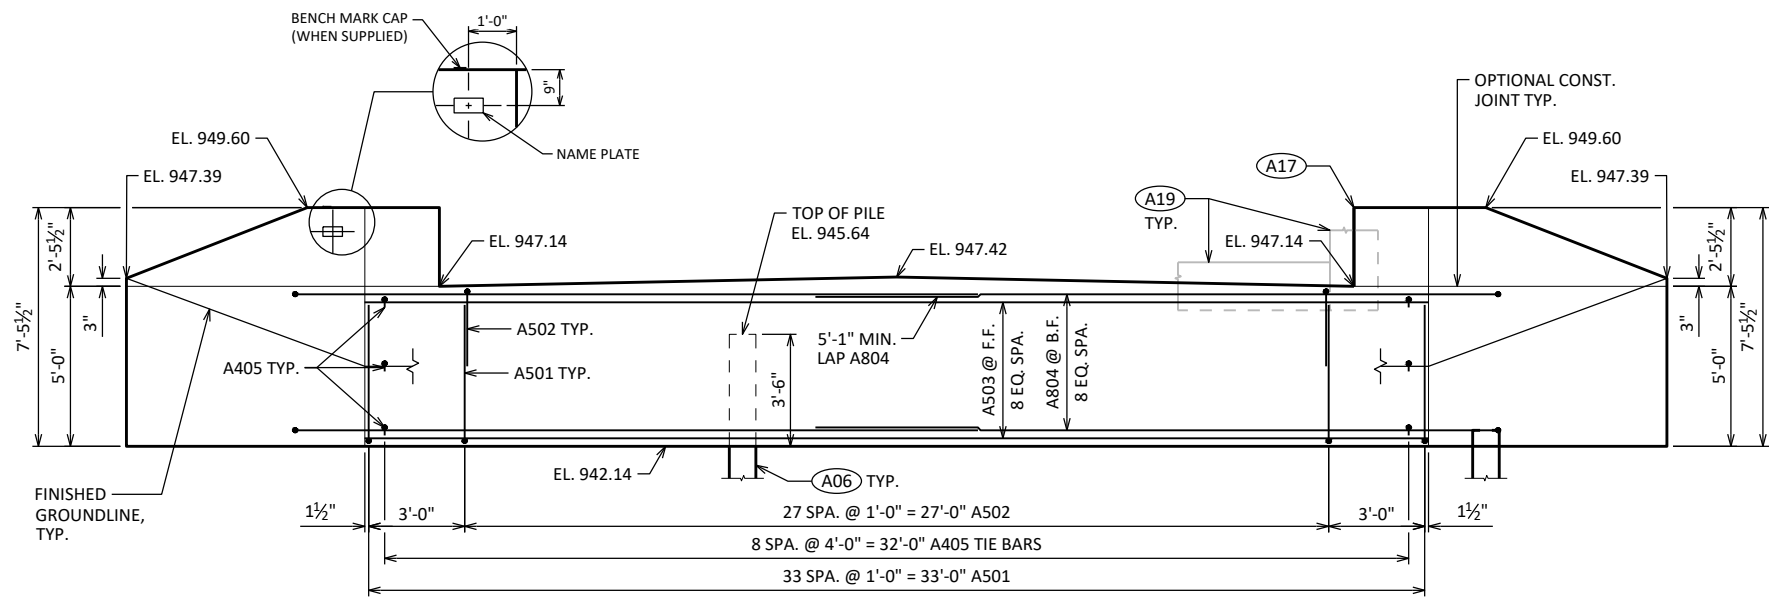 BENCH MARK CAP
(WHEN SUPPLIED)
1'-0"
9"
NAME PLATE
OPTIONAL CONST.
JOINT TYP.
EL. 949.60
EL. 947.39
A17
EL. 949.60
EL. 947.39
A19
TYP.
TOP OF PILE
EL. 945.64
EL. 947.14
EL. 947.42
EL. 947.14
7'-5½"
2'-5½"
3"
5'-0"
A502 TYP.
A405 TYP.
A501 TYP.
3'-6"
5'-1" MIN.
LAP A804
A503 @ F.F.
8 EQ. SPA.
A804 @ B.F.
8 EQ. SPA.
2'-5½"
3"
5'-0"
7'-5½"
EL. 942.14
A06 TYP.
FINISHED
GROUNDLINE,
TYP.
1½"
3'-0"
27 SPA. @ 1'-0" = 27'-0" A502
3'-0"
1½"
8 SPA. @ 4'-0" = 32'-0" A405 TIE BARS
33 SPA. @ 1'-0" = 33'-0" A501